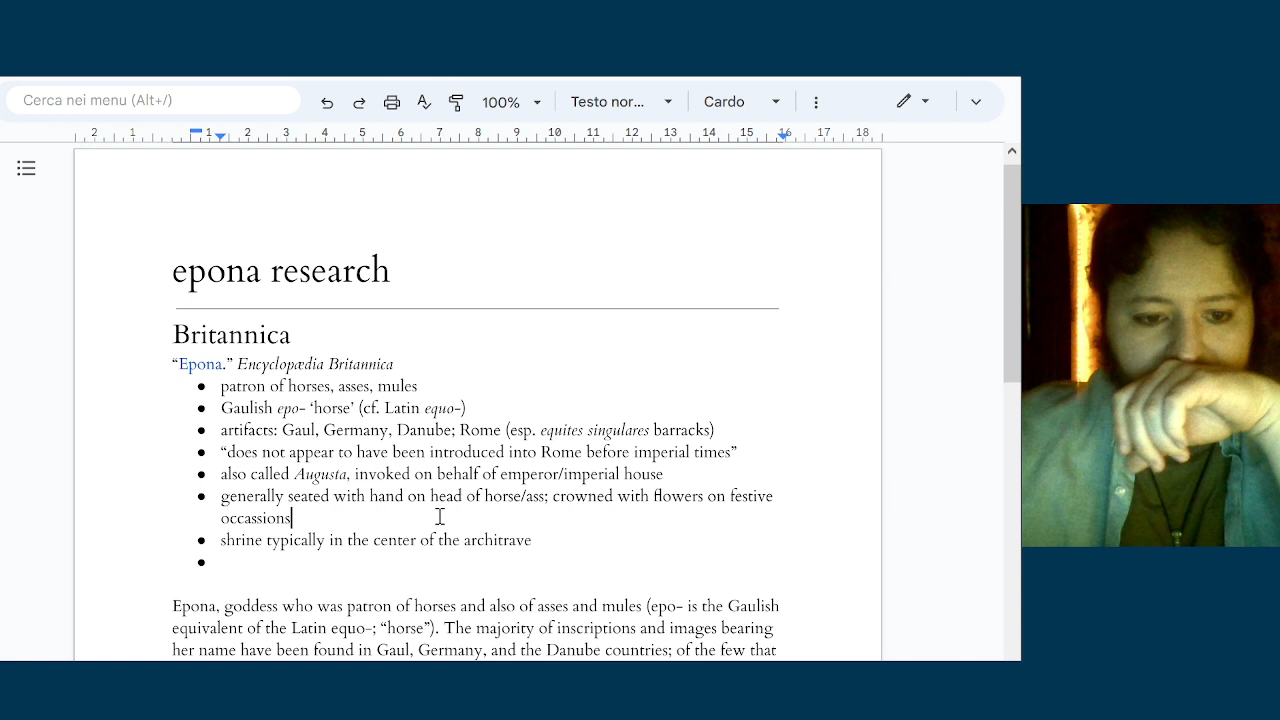 Cerca nei menu (Alt+/)
100%
Testo nor...
Cardo
2 1 1 2 3 4 5 6 7 8 9 10 11 12 13 14 15 16 17 18
epona research
Britannica
“Epona.” Encyclopædia Britannica
● patron of horses, asses, mules
● Gaulish epo- ‘horse’ (cf. Latin equo-)
● artifacts: Gaul, Germany, Danube; Rome (esp. equites singulares barracks)
● “does not appear to have been introduced into Rome before imperial times”
● also called Augusta, invoked on behalf of emperor/imperial house
● generally seated with hand on head of horse/ass; crowned with flowers on festive
occassions
● shrine typically in the center of the architrave
●
Epona, goddess who was patron of horses and also of asses and mules (epo- is the Gaulish
equivalent of the Latin equo-; “horse”). The majority of inscriptions and images bearing
her name have been found in Gaul, Germany, and the Danube countries; of the few that